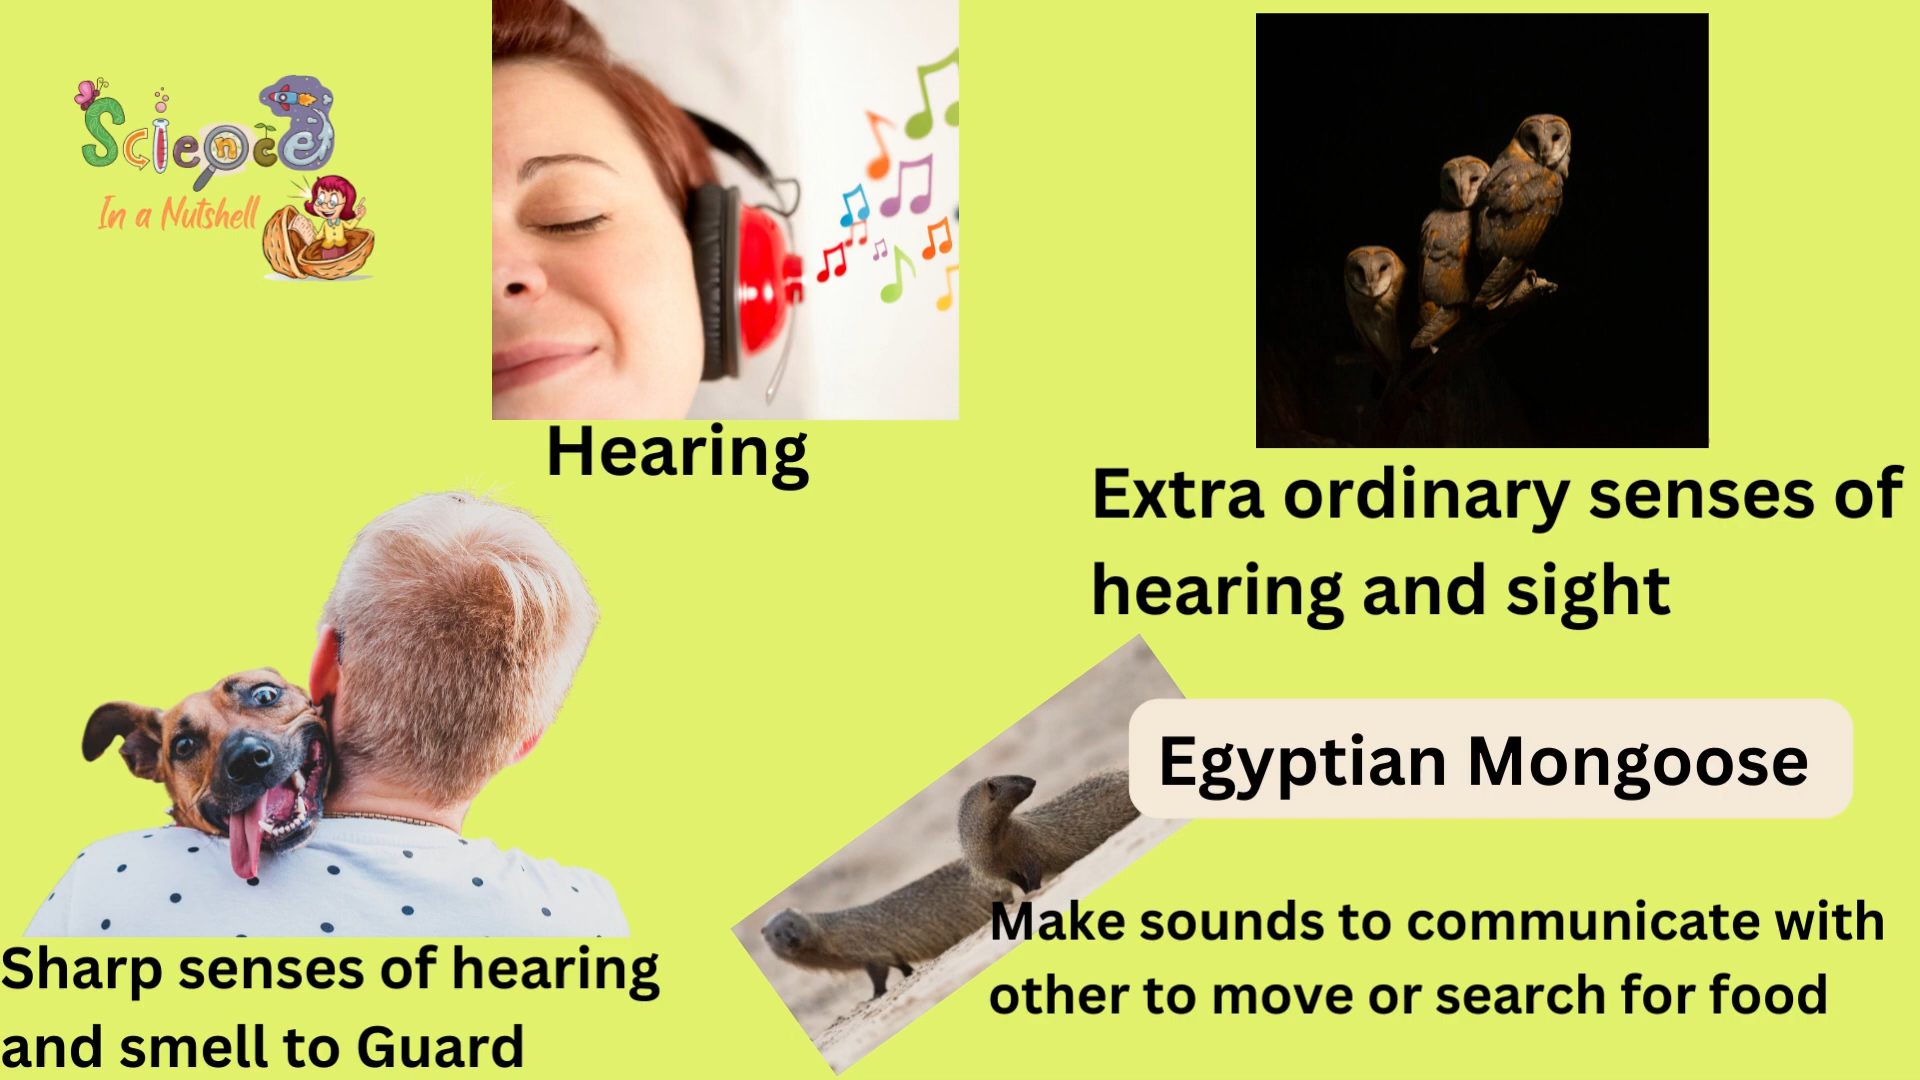 Science
In a Nutshell
Hearing
Extra ordinary senses of
hearing and sight
Egyptian Mongoose
Make sounds to communicate with
other to move or search for food
Sharp senses of hearing
and smell to Guard